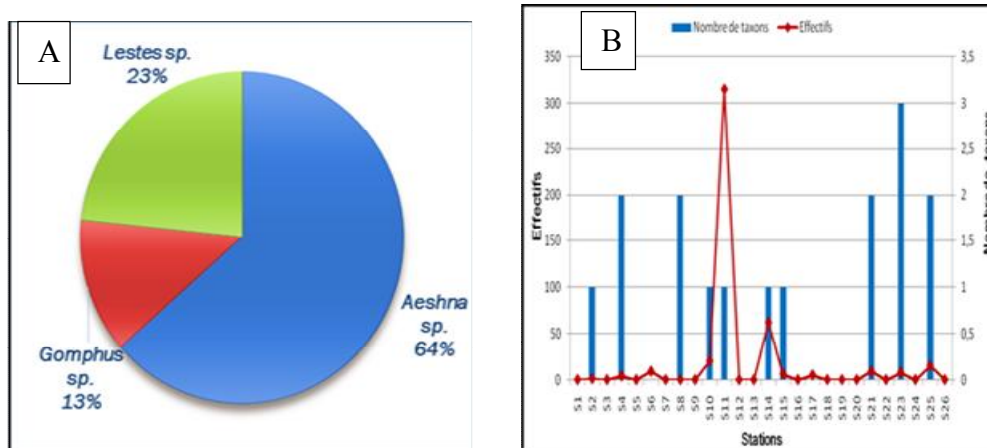 A
Lestes sp.
23%
Aeshna
sp.
64%
Gomphus
sp.
13%
B
Nombre de taxons Effectifs
350
300
250
200
150
100
50
0
Effectifs
3,5
3
2,5
2
1,5
1
0,5
0
Nombre de taxons
S1 S2 S3 S4 S5 S6 S7 S8 S9 S10 S11 S12 S13 S14 S15 S16 S17 S18 S19 S20 S21 S22 S23 S24 S25 S26
Stations